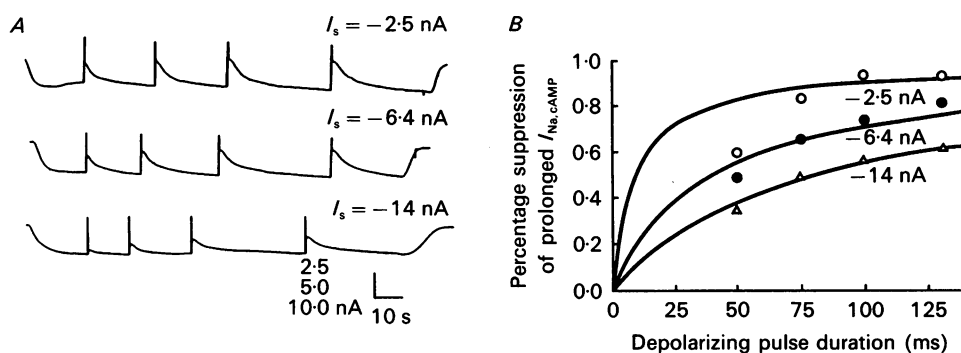 A
I_s = −2·5 nA
I_s = −6·4 nA
I_s = −14 nA
2·5
5·0
10·0 nA
10 s
B
Percentage suppression
of prolonged I_Na,cAMP
1·0
0·8
0·6
0·4
0·2
0·0
−2·5 nA
−6·4 nA
−14 nA
0 25 50 75 100 125
Depolarizing pulse duration (ms)